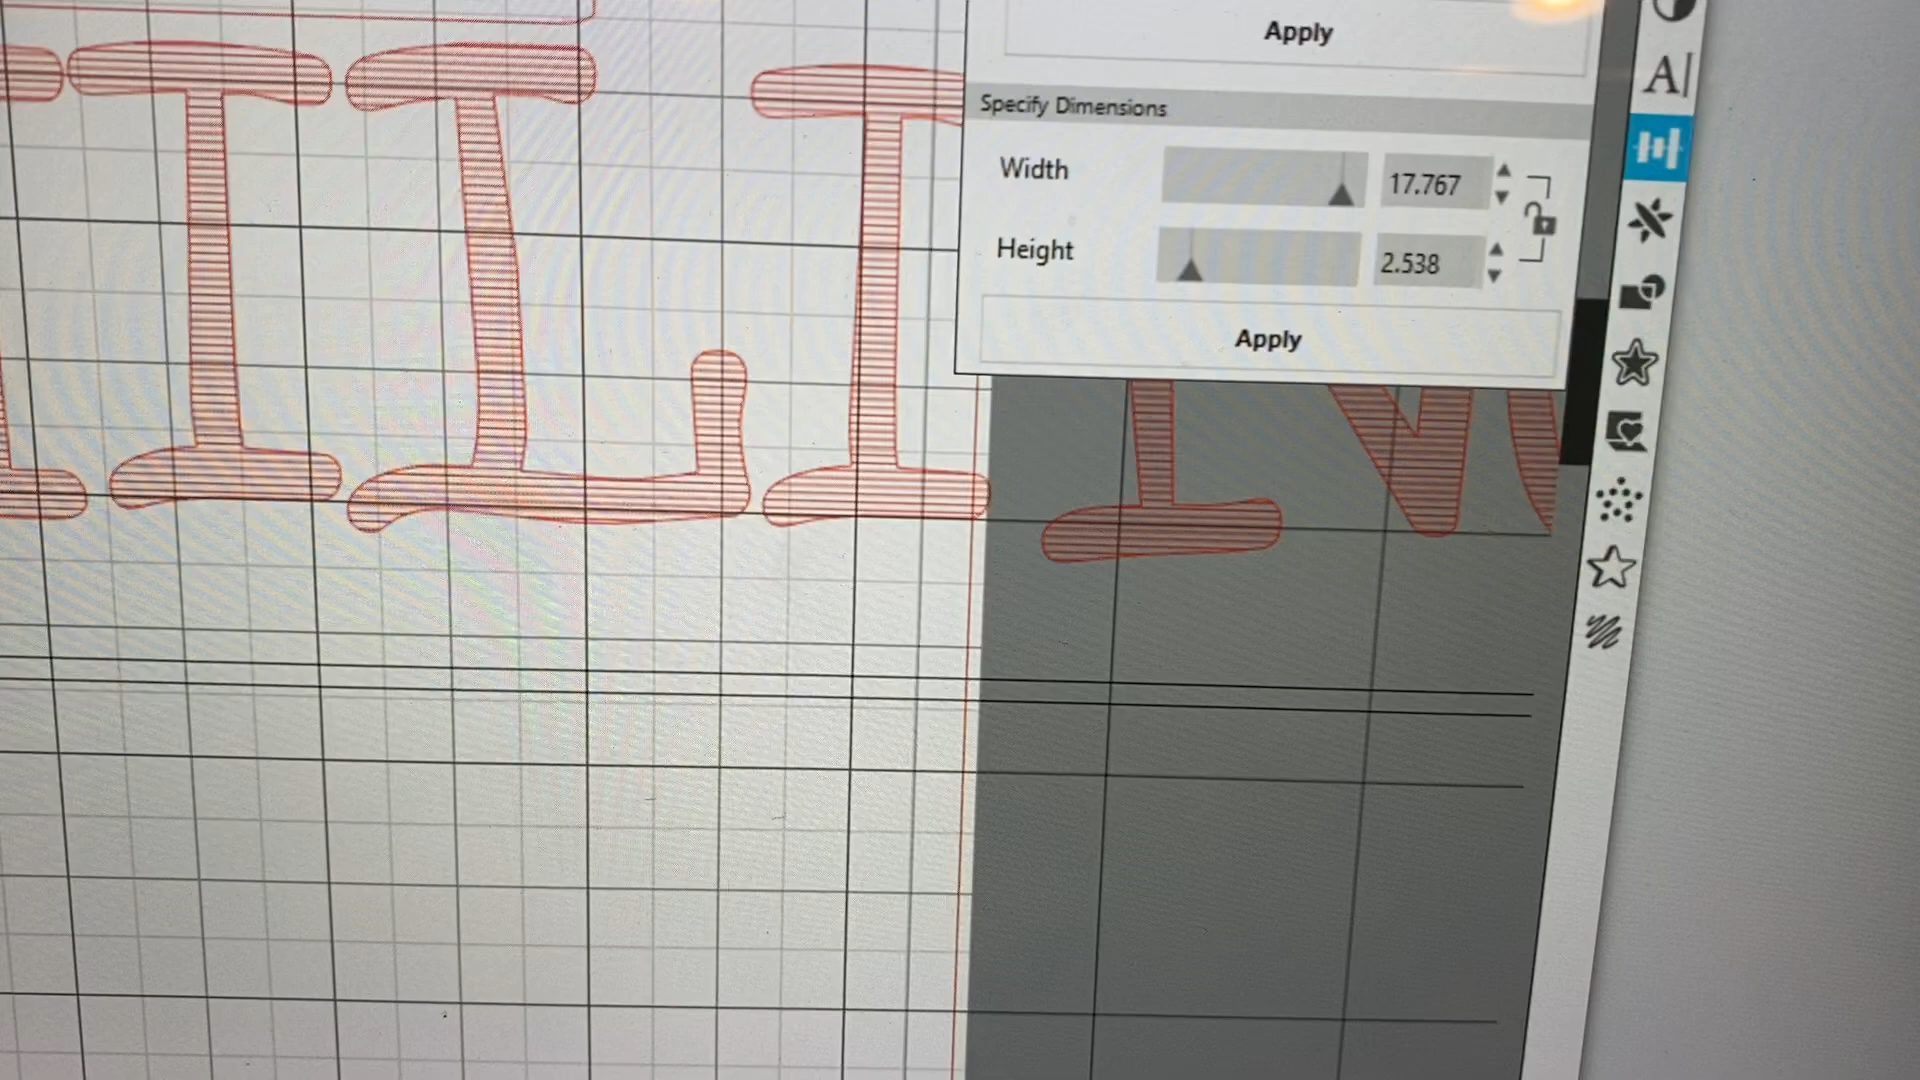 Apply
A
Specify Dimensions
Width 17.767
Height 2.538
Apply
I L I I N